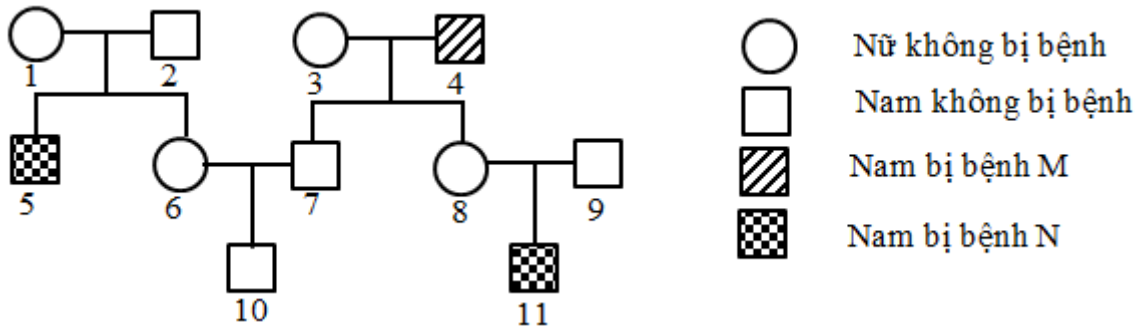 1 2 3 4
5 6 7 8 9
10 11
Nữ không bị bệnh
Nam không bị bệnh
Nam bị bệnh M
Nam bị bệnh N